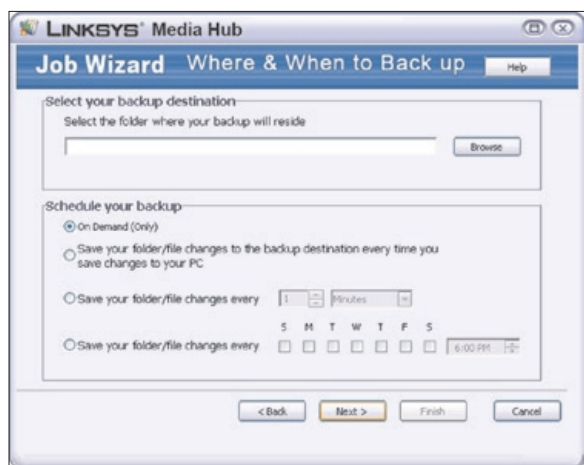 LINKSYS® Media Hub
Job Wizard Where & When to Back up Help
Select your backup destination
Select the folder where your backup will reside
Browse
Schedule your backup
On Demand (Only)
Save your folder/file changes to the backup destination every time you
save changes to your PC
Save your folder/file changes every 1 Minutes
S M T W T F S
Save your folder/file changes every 6:00 PM
< Back Next > Finish Cancel